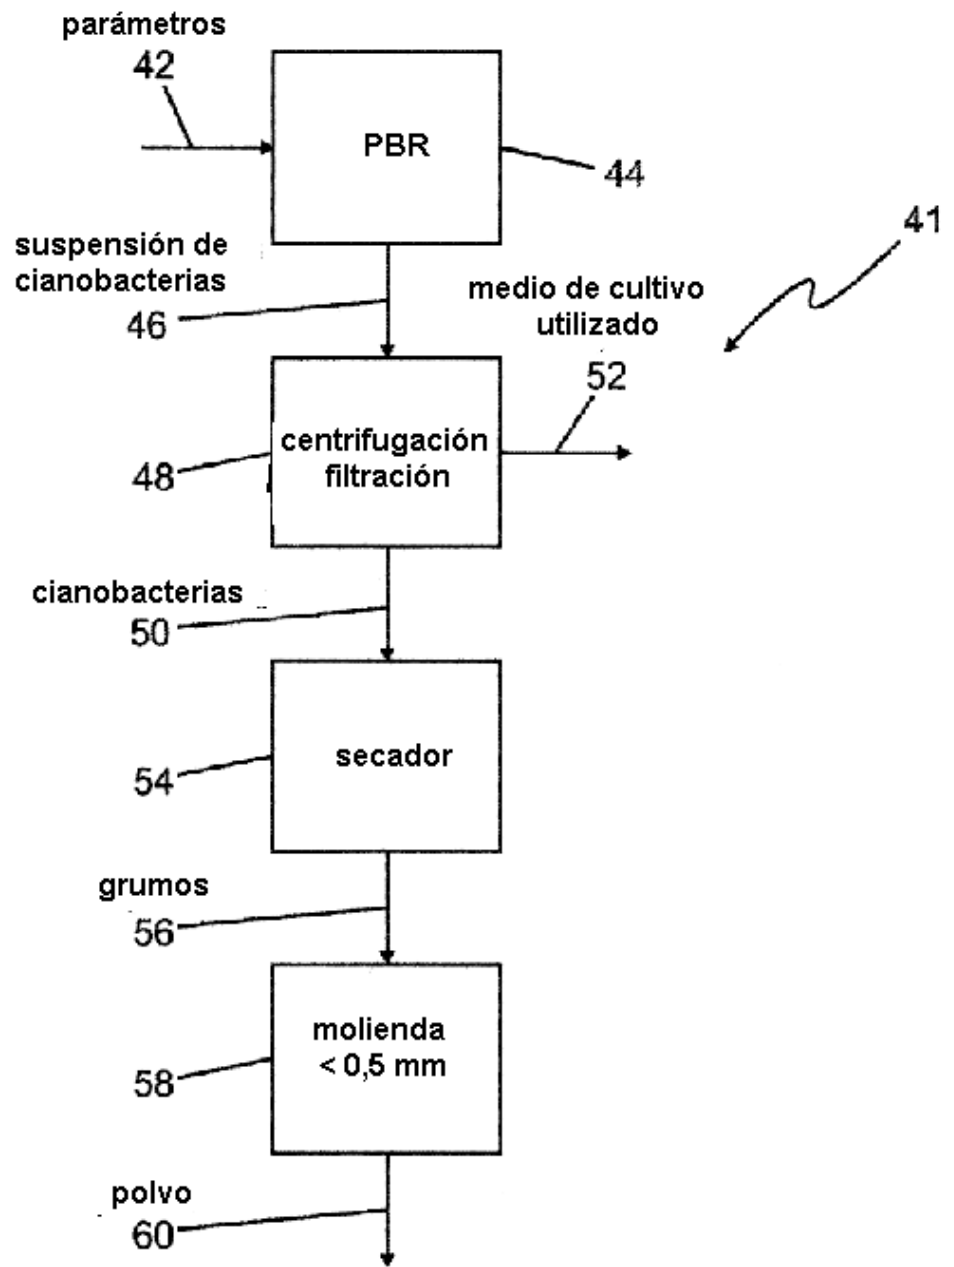 parámetros
42
PBR
44
41
suspensión de
cianobacterias
46
medio de cultivo
utilizado
52
centrifugación
filtración
48
cianobacterias
50
secador
54
grumos
56
molienda
< 0,5 mm
58
polvo
60